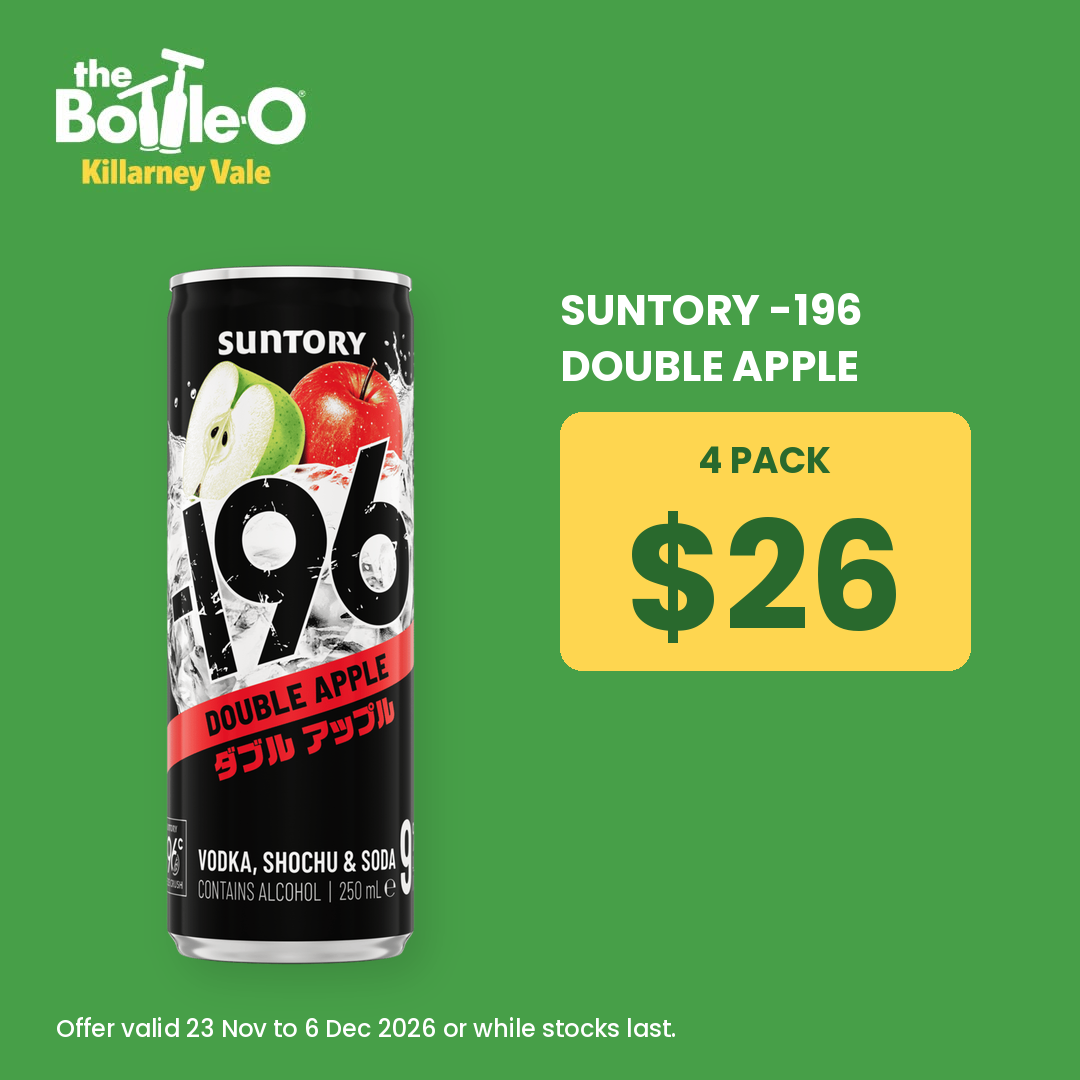 the
Bottle-O®
Killarney Vale
SUNTORY -196
DOUBLE APPLE
4 PACK
$26
SUNTORY
-196
DOUBLE APPLE
ダブル アップル
VODKA, SHOCHU & SODA
CONTAINS ALCOHOL | 250 mL ℮
9
Offer valid 23 Nov to 6 Dec 2026 or while stocks last.